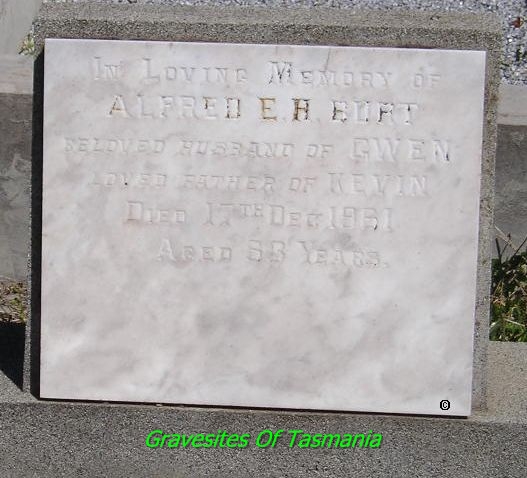 In Loving Memory of
ALFRED E.H. BURT
BELOVED HUSBAND OF GWEN
LOVED FATHER OF KEVIN
Died 17TH Dec. 1961
Aged Years.
©
Gravesites Of Tasmania